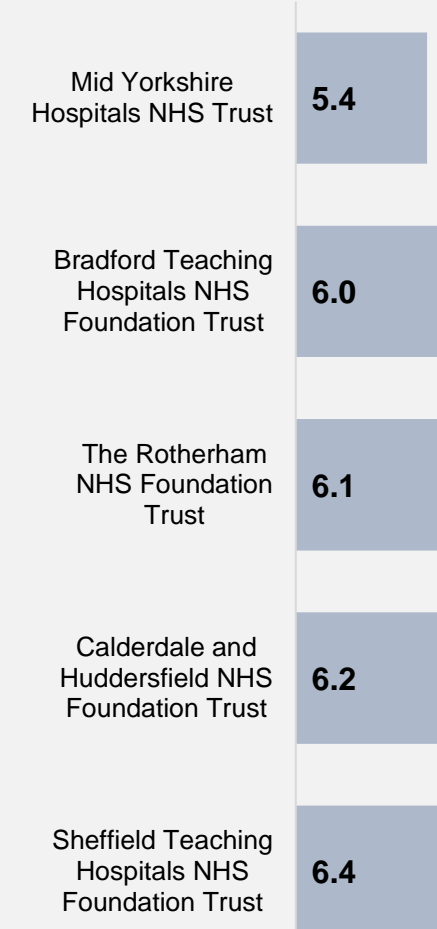 Mid Yorkshire
Hospitals NHS Trust
5.4
Bradford Teaching
Hospitals NHS
Foundation Trust
6.0
The Rotherham
NHS Foundation
Trust
6.1
Calderdale and
Huddersfield NHS
Foundation Trust
6.2
Sheffield Teaching
Hospitals NHS
Foundation Trust
6.4